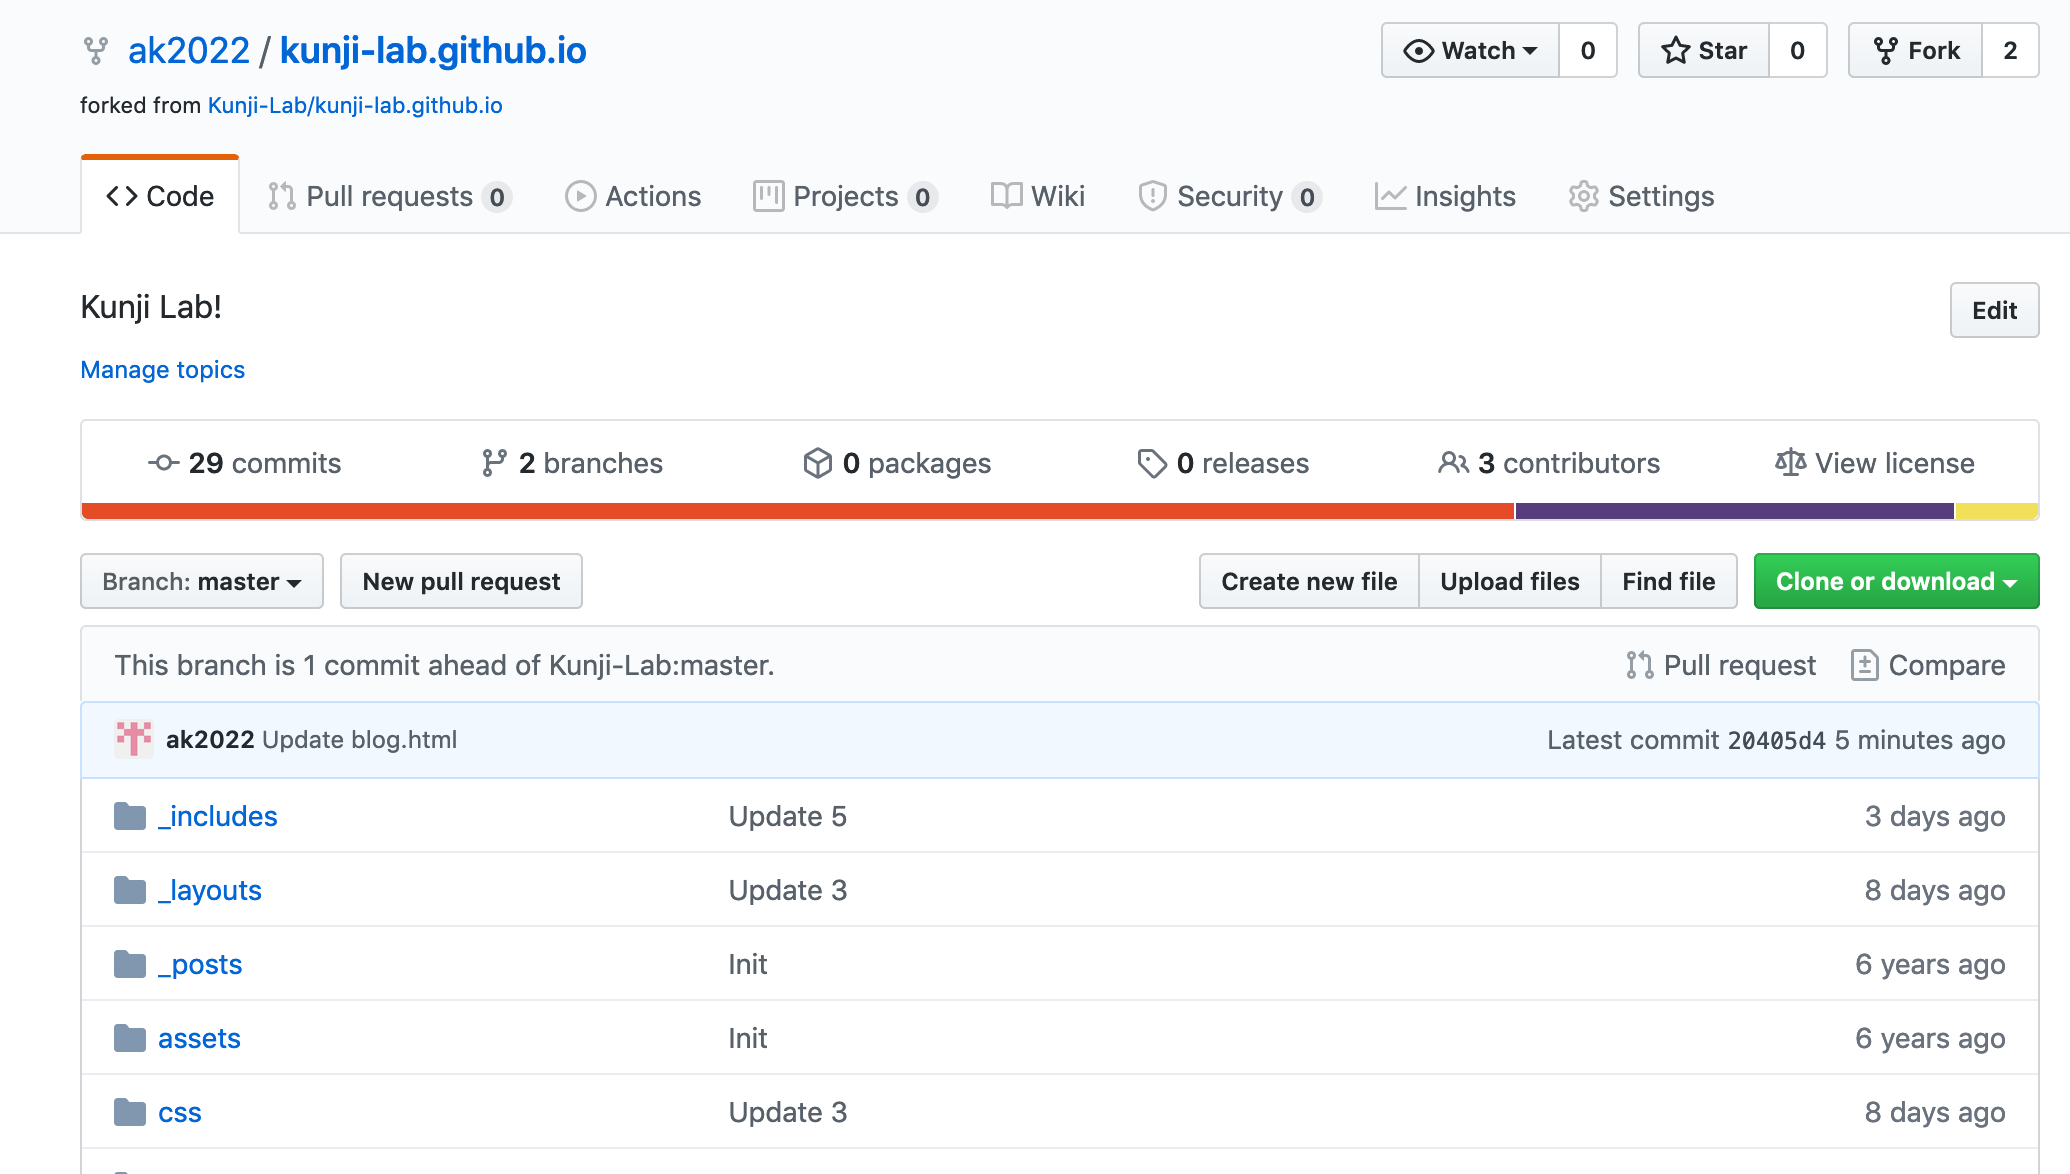 ak2022 / kunji-lab.github.io
Watch 0
Star 0
Fork 2
forked from Kunji-Lab/kunji-lab.github.io
Code
Pull requests 0
Actions
Projects 0
Wiki
Security 0
Insights
Settings
Kunji Lab!
Edit
Manage topics
29 commits
2 branches
0 packages
0 releases
3 contributors
View license
Branch: master
New pull request
Create new file
Upload files
Find file
Clone or download
This branch is 1 commit ahead of Kunji-Lab:master.
Pull request
Compare
ak2022 Update blog.html
Latest commit 20405d4 5 minutes ago
_includes Update 5 3 days ago
_layouts Update 3 8 days ago
_posts Init 6 years ago
assets Init 6 years ago
css Update 3 8 days ago